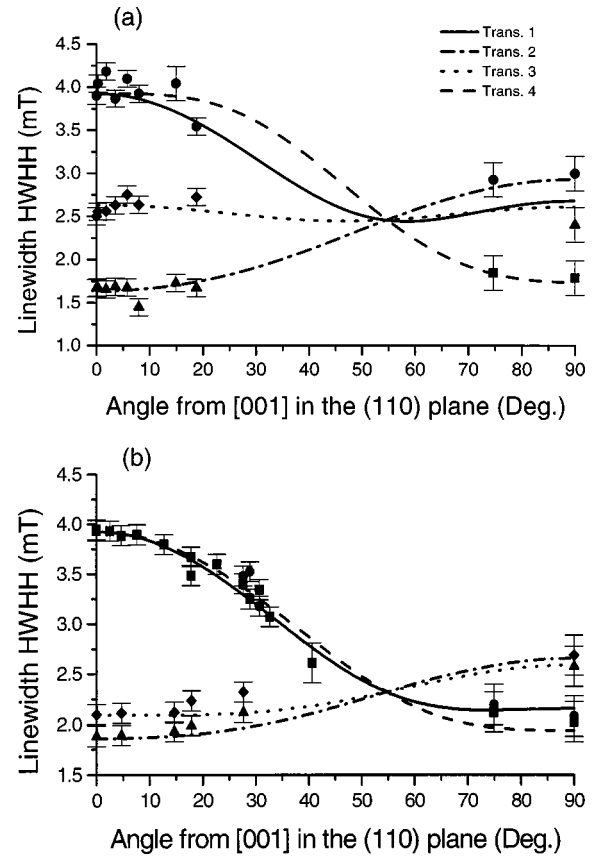 (a)
Trans. 1
Trans. 2
Trans. 3
Trans. 4
4.5
4.0
3.5
3.0
2.5
2.0
1.5
1.0
Linewidth HWHH (mT)
0 10 20 30 40 50 60 70 80 90
Angle from [001] in the (110) plane (Deg.)
(b)
4.5
4.0
3.5
3.0
2.5
2.0
1.5
Linewidth HWHH (mT)
0 10 20 30 40 50 60 70 80 90
Angle from [001] in the (110) plane (Deg.)